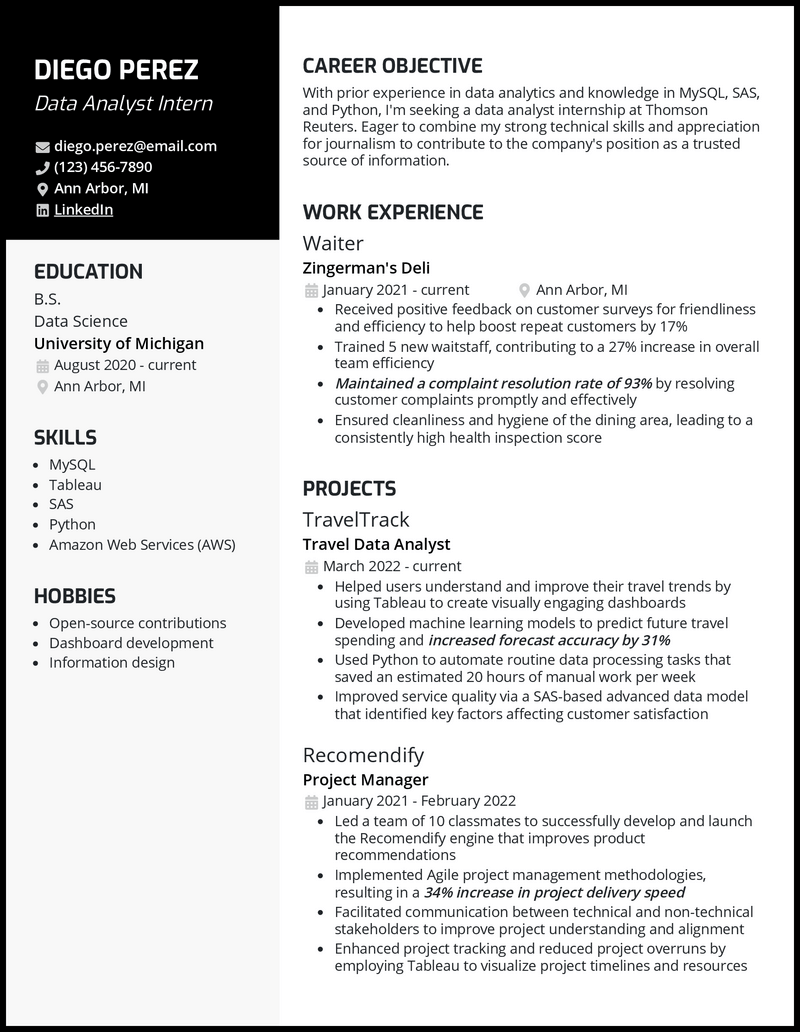 DIEGO PEREZ
Data Analyst Intern
diego.perez@email.com
(123) 456-7890
Ann Arbor, MI
LinkedIn
EDUCATION
B.S.
Data Science
University of Michigan
August 2020 - current
Ann Arbor, MI
SKILLS
MySQL
Tableau
SAS
Python
Amazon Web Services (AWS)
HOBBIES
Open-source contributions
Dashboard development
Information design
CAREER OBJECTIVE
With prior experience in data analytics and knowledge in MySQL, SAS,
and Python, I'm seeking a data analyst internship at Thomson
Reuters. Eager to combine my strong technical skills and appreciation
for journalism to contribute to the company's position as a trusted
source of information.
WORK EXPERIENCE
Waiter
Zingerman's Deli
January 2021 - current Ann Arbor, MI
• Received positive feedback on customer surveys for friendliness
and efficiency to help boost repeat customers by 17%
• Trained 5 new waitstaff, contributing to a 27% increase in overall
team efficiency
• Maintained a complaint resolution rate of 93% by resolving
customer complaints promptly and effectively
• Ensured cleanliness and hygiene of the dining area, leading to a
consistently high health inspection score
PROJECTS
TravelTrack
Travel Data Analyst
March 2022 - current
• Helped users understand and improve their travel trends by
using Tableau to create visually engaging dashboards
• Developed machine learning models to predict future travel
spending and increased forecast accuracy by 31%
• Used Python to automate routine data processing tasks that
saved an estimated 20 hours of manual work per week
• Improved service quality via a SAS-based advanced data model
that identified key factors affecting customer satisfaction
Recomendify
Project Manager
January 2021 - February 2022
• Led a team of 10 classmates to successfully develop and launch
the Recomendify engine that improves product
recommendations
• Implemented Agile project management methodologies,
resulting in a 34% increase in project delivery speed
• Facilitated communication between technical and non-technical
stakeholders to improve project understanding and alignment
• Enhanced project tracking and reduced project overruns by
employing Tableau to visualize project timelines and resources